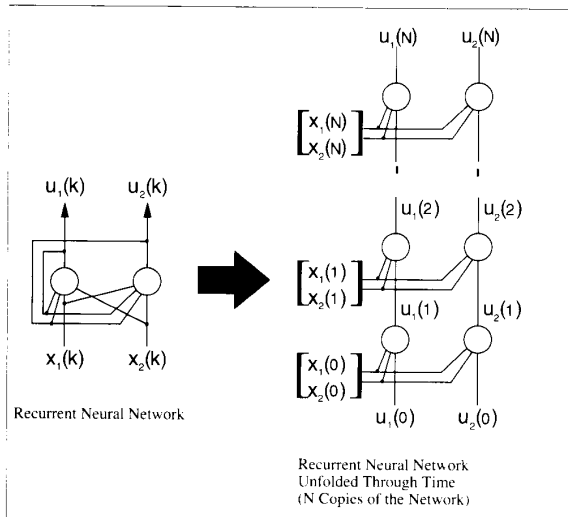 u₁(k) u₂(k)
x₁(k) x₂(k)
Recurrent Neural Network
u₁(N) u₂(N)
x₁(N)
x₂(N)
u₁(2) u₂(2)
x₁(1)
x₂(1)
u₁(1) u₂(1)
x₁(0)
x₂(0)
u₁(0) u₂(0)
Recurrent Neural Network
Unfolded Through Time
(N Copies of the Network)